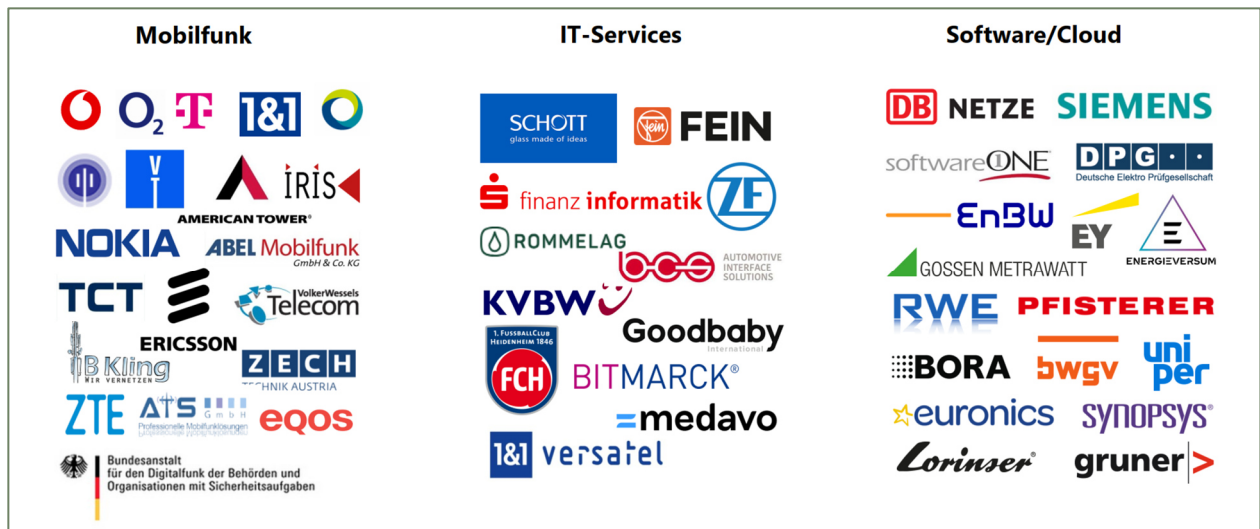 Mobilfunk
O2
T
1&1
VT
AMERICAN TOWER®
iRiS
NOKIA
ABEL Mobilfunk
GmbH & Co. KG
TCT
ERICSSON
VolkerWessels
Telecom
IB Kling
WIR VERNETZEN
ZECH
TECHNIK AUSTRIA
ZTE
ATS
GmbH
Professionelle Mobilfunklösungen
eqos
Bundesanstalt
für den Digitalfunk der Behörden und
Organisationen mit Sicherheitsaufgaben
IT-Services
SCHOTT
glass made of ideas
Fein
FEIN
finanz informatik
ZF
ROMMELAG
bcs
AUTOMOTIVE
INTERFACE
SOLUTIONS
KVBW
Goodbaby
International
1. FUSSBALLCLUB
HEIDENHEIM 1846
FCH
BITMARCK®
medavo
1&1 versatel
Software/Cloud
DB NETZE
SIEMENS
software1ONE®
DPG
Deutsche Elektro Prüfgesellschaft
EnBW
EY
ENERGIEVERSUM
GOSSEN METRAWATT
RWE
PFISTERER
BORA
bwgv
uni
per
euronics
SYNOPSYS®
Lorinser®
gruner